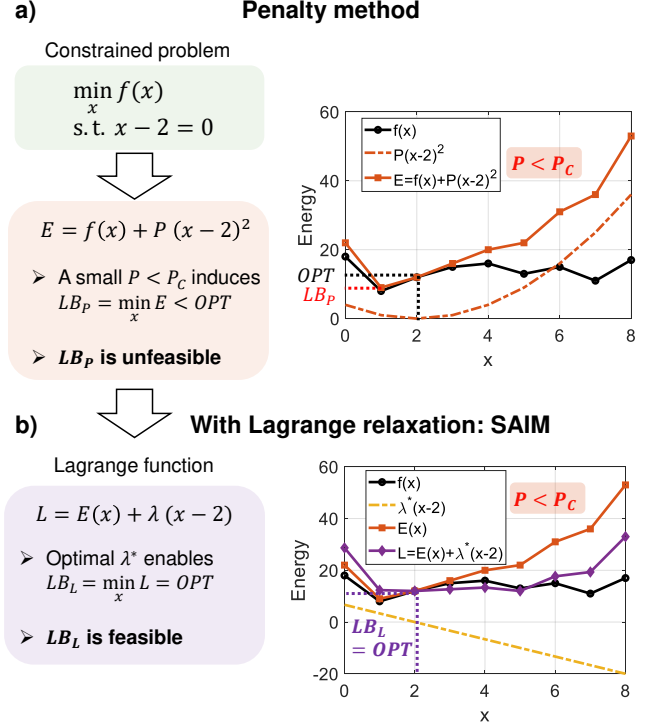 a)
Penalty method
Constrained problem
min f(x)
x
s.t. x − 2 = 0
E = f(x) + P (x − 2)²
➢ A small P < P_C induces
LB_P = min E < OPT
x
➢ LB_P is unfeasible
60
40
20
0
Energy
f(x)
P(x-2)²
E=f(x)+P(x-2)²
P < P_C
OPT
LB_P
0 2 4 6 8
x
b)
With Lagrange relaxation: SAIM
Lagrange function
L = E(x) + λ (x − 2)
➢ Optimal λ* enables
LB_L = min L = OPT
x
➢ LB_L is feasible
60
40
20
0
-20
Energy
f(x)
λ*(x-2)
E(x)
L=E(x)+λ*(x-2)
P < P_C
LB_L
= OPT
0 2 4 6 8
x